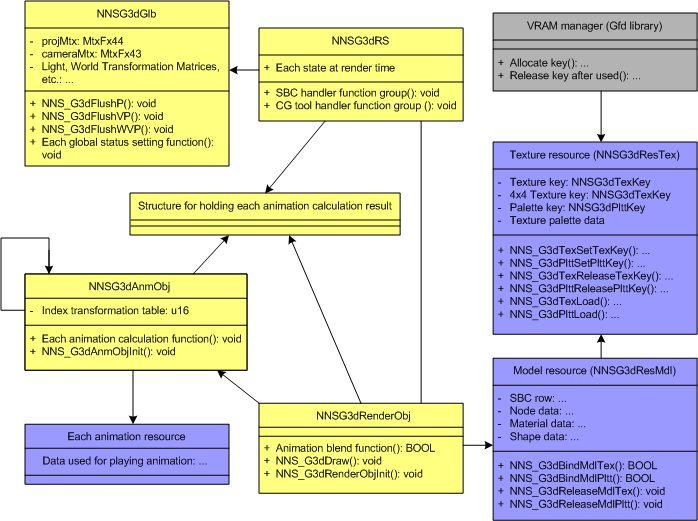 NNSG3dGlb
- projMtx: MtxFx44
- cameraMtx: MtxFx43
- Light, World Transformation Matrices,
etc.: ...
+ NNS_G3dFlushP(): void
+ NNS_G3dFlushVP(): void
+ NNS_G3dFlushWVP(): void
+ Each global status setting function():
void
NNSG3dRS
+ Each state at render time
+ SBC handler function group(): void
+ CG tool handler function group (): void
VRAM manager (Gfd library)
+ Allocate key(): ...
+ Release key after used(): ...
Structure for holding each animation calculation result
Texture resource (NNSG3dResTex)
- Texture key: NNSG3dTexKey
- 4x4 Texture key: NNSG3dTexKey
- Palette key: NNSG3dPlttKey
- Texture palette data
+ NNS_G3dTexSetTexKey(): ...
+ NNS_G3dPlttSetPlttKey(): ...
+ NNS_G3dTexReleaseTexKey(): ...
+ NNS_G3dPlttReleasePlttKey(): ...
+ NNS_G3dTexLoad(): ...
+ NNS_G3dPlttLoad(): ...
NNSG3dAnmObj
- Index transformation table: u16
+ Each animation calculation function(): void
+ NNS_G3dAnmObjInit(): void
Each animation resource
Data used for playing animation: ...
NNSG3dRenderObj
+ Animation blend function(): BOOL
+ NNS_G3dDraw(): void
+ NNS_G3dRenderObjInit(): void
Model resource (NNSG3dResMdl)
- SBC row: ...
- Node data: ...
- Material data: ...
- Shape data: ...
+ NNS_G3dBindMdlTex(): BOOL
+ NNS_G3dBindMdlPltt(): BOOL
+ NNS_G3dReleaseMdlTex(): void
+ NNS_G3dReleaseMdlPltt(): void